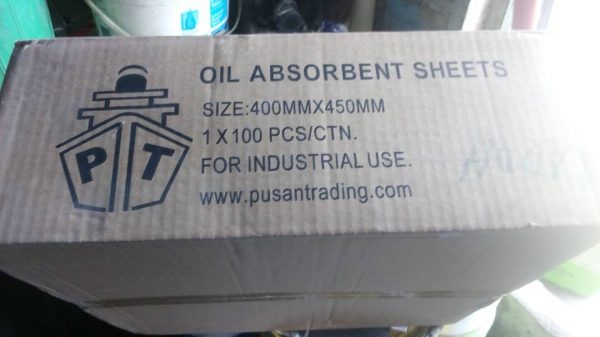 OIL ABSORBENT SHEETS
SIZE:400MMX450MM
1 X 100 PCS/CTN.
FOR INDUSTRIAL USE.
www.pusantrading.com
P T